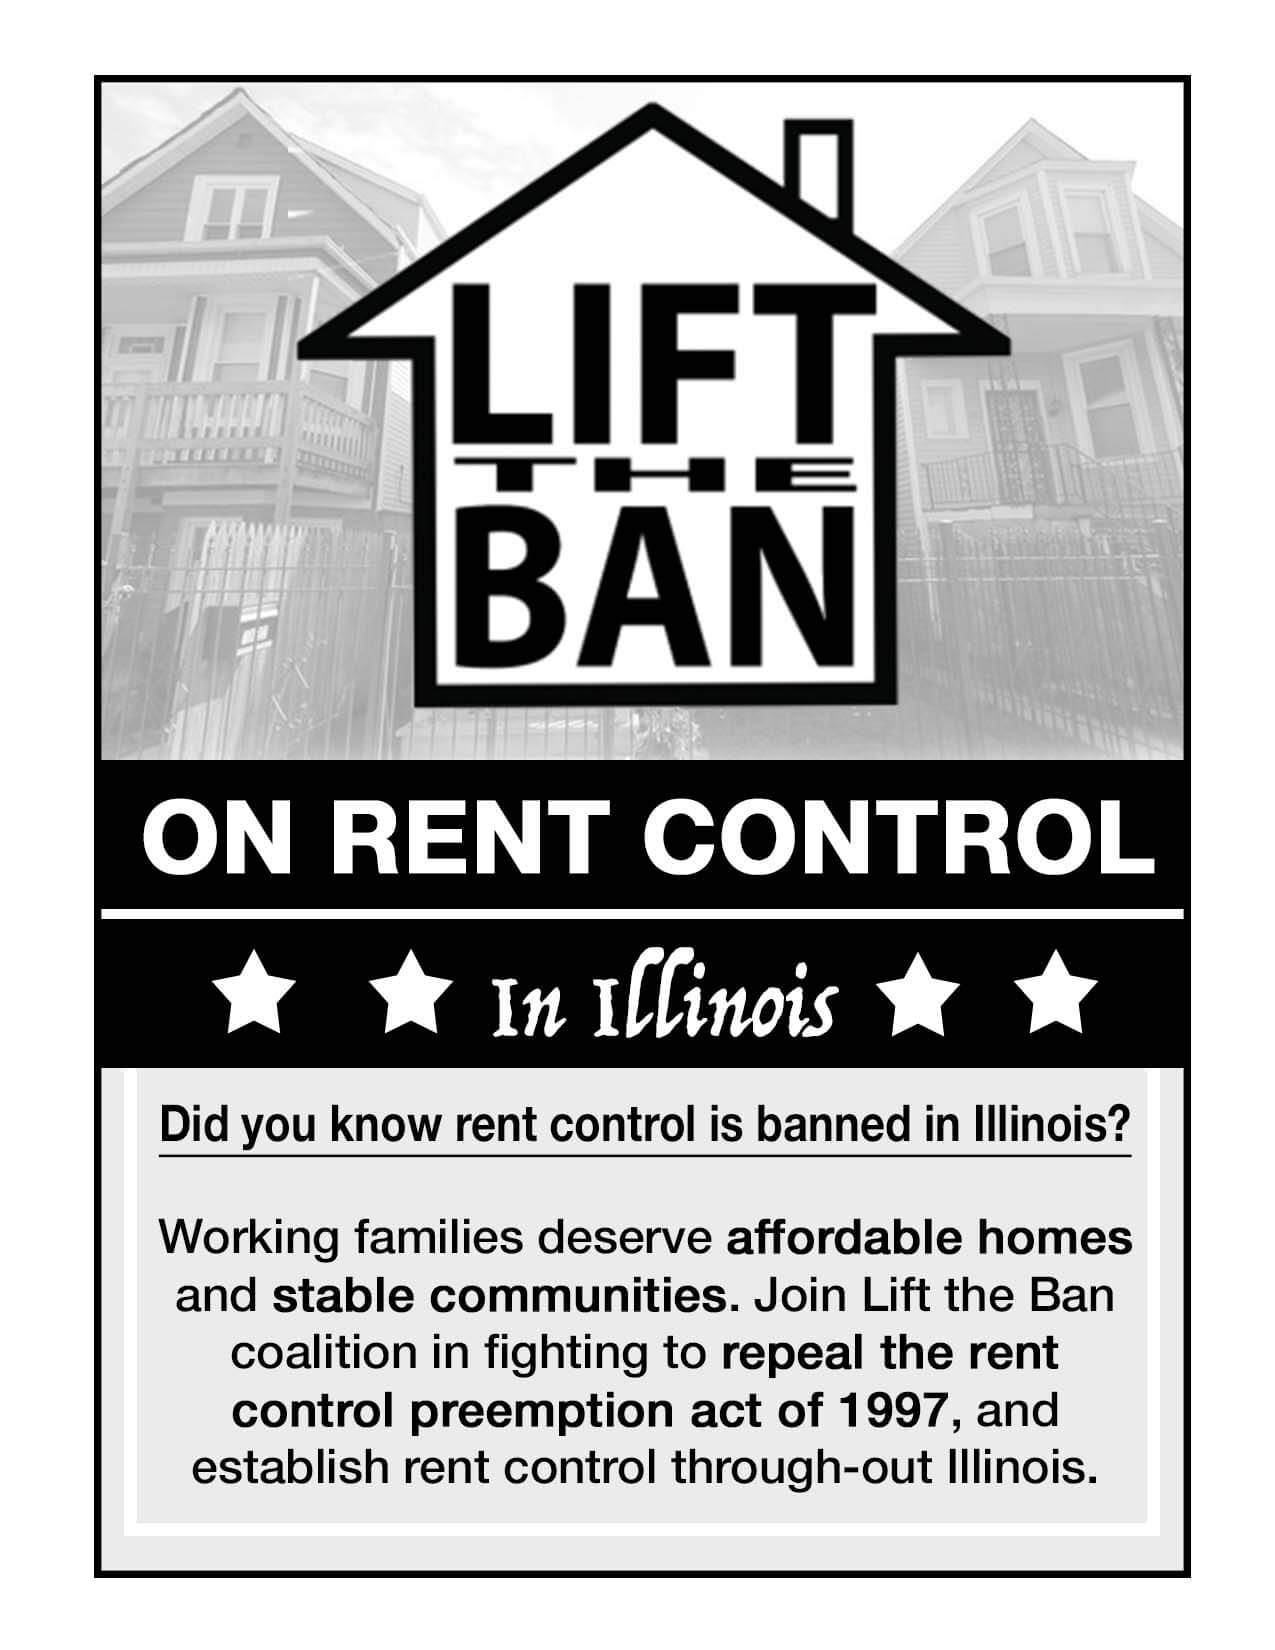 LIFT
THE
BAN
ON RENT CONTROL
In Illinois
Did you know rent control is banned in Illinois?
Working families deserve affordable homes
and stable communities. Join Lift the Ban
coalition in fighting to repeal the rent
control preemption act of 1997, and
establish rent control through-out Illinois.